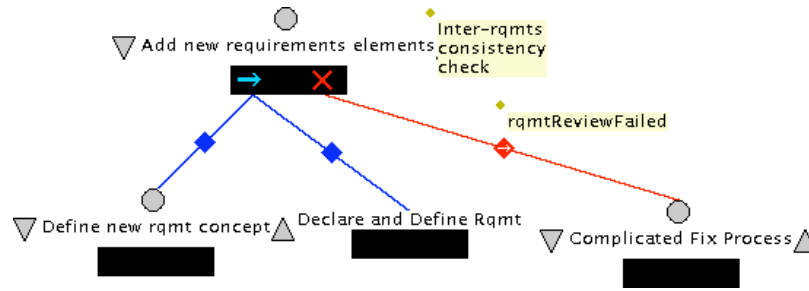 Add new requirements elements
Inter-rqmts
consistency
check
rqmtReviewFailed
Define new rqmt concept
Declare and Define Rqmt
Complicated Fix Process